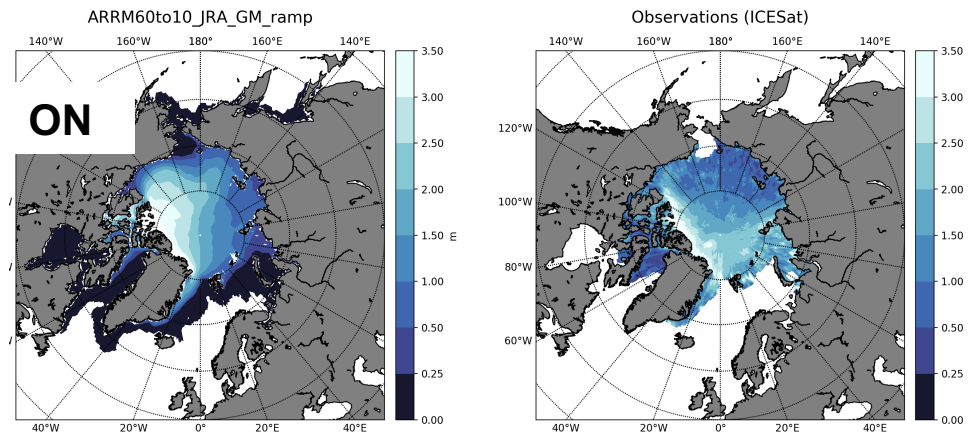 ARRM60to10_JRA_GM_ramp
Observations (ICESat)
140°W 160°W 180° 160°E 140°E
140°W 160°W 180° 160°E 140°E
ON
120°W
100°W
80°W
60°W
3.50
3.00
2.50
2.00
1.50
1.00
0.50
0.25
0.00
m
3.50
3.00
2.50
2.00
1.50
1.00
0.50
0.25
0.00
40°W 20°W 0° 20°E 40°E
40°W 20°W 0° 20°E 40°E